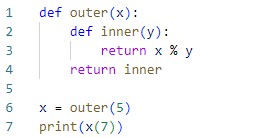 1 def outer(x):
2     def inner(y):
3         return x % y
4     return inner
5
6 x = outer(5)
7 print(x(7))